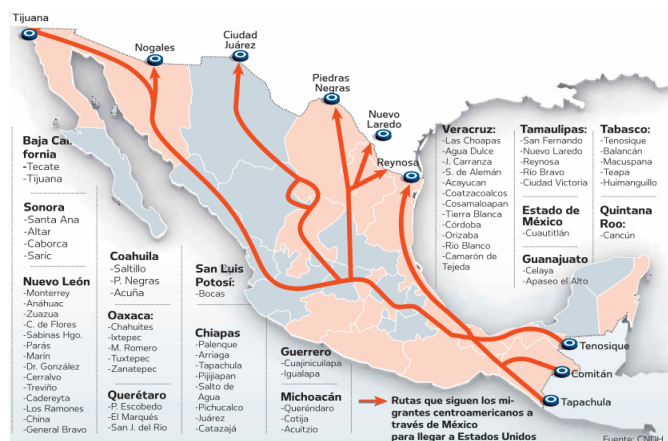 Tijuana
Nogales
Ciudad
Juárez
Piedras
Negras
Nuevo
Laredo
Reynosa
Baja Cali
fornia
-Tecate
-Tijuana
Sonora
-Santa Ana
-Altar
-Caborca
-Saric
Nuevo León
-Monterrey
-Anáhuac
-Zuazua
-C. de Flores
-Sabinas Hgo.
-Parás
-Marín
-Dr. González
-Cerralvo
-Treviño
-Cadereyta
-Los Ramones
-China
-General Bravo
Coahuila
-Saltillo
-P. Negras
-Acuña
Oaxaca:
-Chahuites
-Ixtepec
-M. Romero
-Tuxtepec
-Zanatepec
Querétaro
-P. Escobedo
-El Marqués
-San J. del Río
San Luis
Potosí:
-Bocas
Chiapas
-Palenque
-Arriaga
-Tapachula
-Pijijiapan
-Salto de
Agua
-Pichucalco
-Juárez
-Catazajá
Guerrero
-Cuajinicuilapa
-Igualapa
Michoacán
-Queréndaro
-Cotija
-Acuitzio
Veracruz:
-Las Choapas
-Agua Dulce
-J. Carranza
-S. de Alemán
-Acayucan
-Coatzacoalcos
-Cosamaloapan
-Tierra Blanca
-Córdoba
-Orizaba
-Río Blanco
-Camarón de
Tejeda
Tamaulipas:
-San Fernando
-Nuevo Laredo
-Reynosa
-Río Bravo
-Ciudad Victoria
Estado de
México
-Cuautitlán
Guanajuato
-Celaya
-Apaseo el Alto
Tabasco:
-Tenosique
-Balancán
-Macuspana
-Teapa
-Huimanguillo
Quintana
Roo:
-Cancún
Tenosique
Comitán
Tapachula
Rutas que siguen los mi-
grantes centroamericanos a
través de México
para llegar a Estados Unidos
Fuente: CNDH